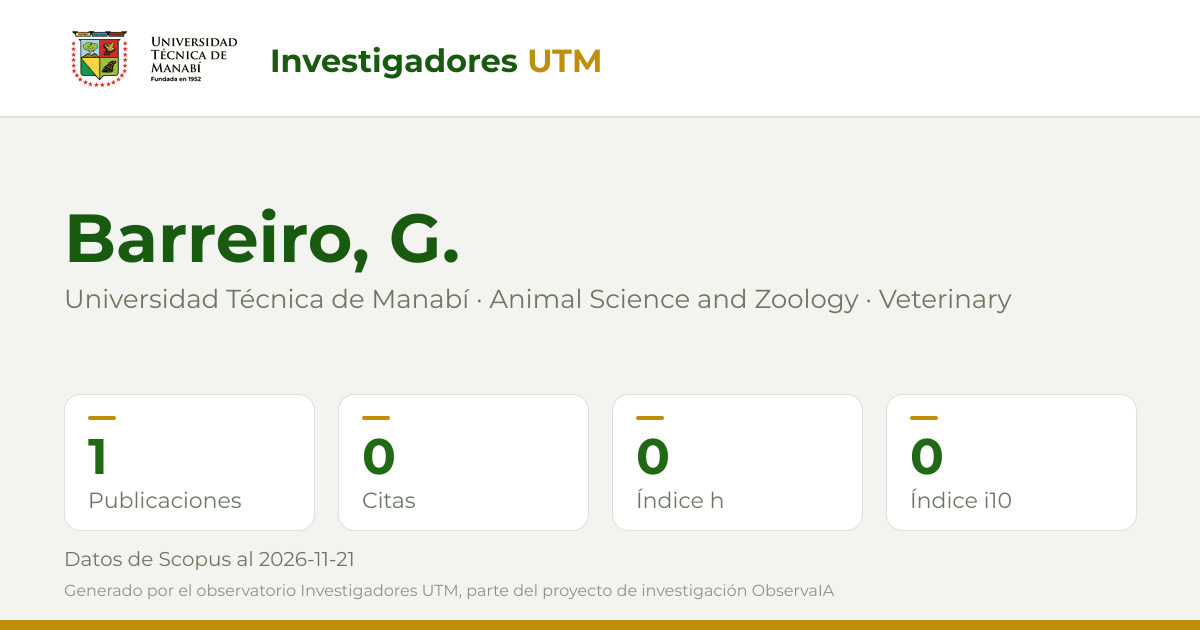 UNIVERSIDAD
TÉCNICA DE
MANABÍ
Fundada en 1952
Investigadores UTM
Barreiro, G.
Universidad Técnica de Manabí · Animal Science and Zoology · Veterinary
1
Publicaciones
0
Citas
0
Índice h
0
Índice i10
Datos de Scopus al 2026-11-21
Generado por el observatorio Investigadores UTM, parte del proyecto de investigación ObservaIA